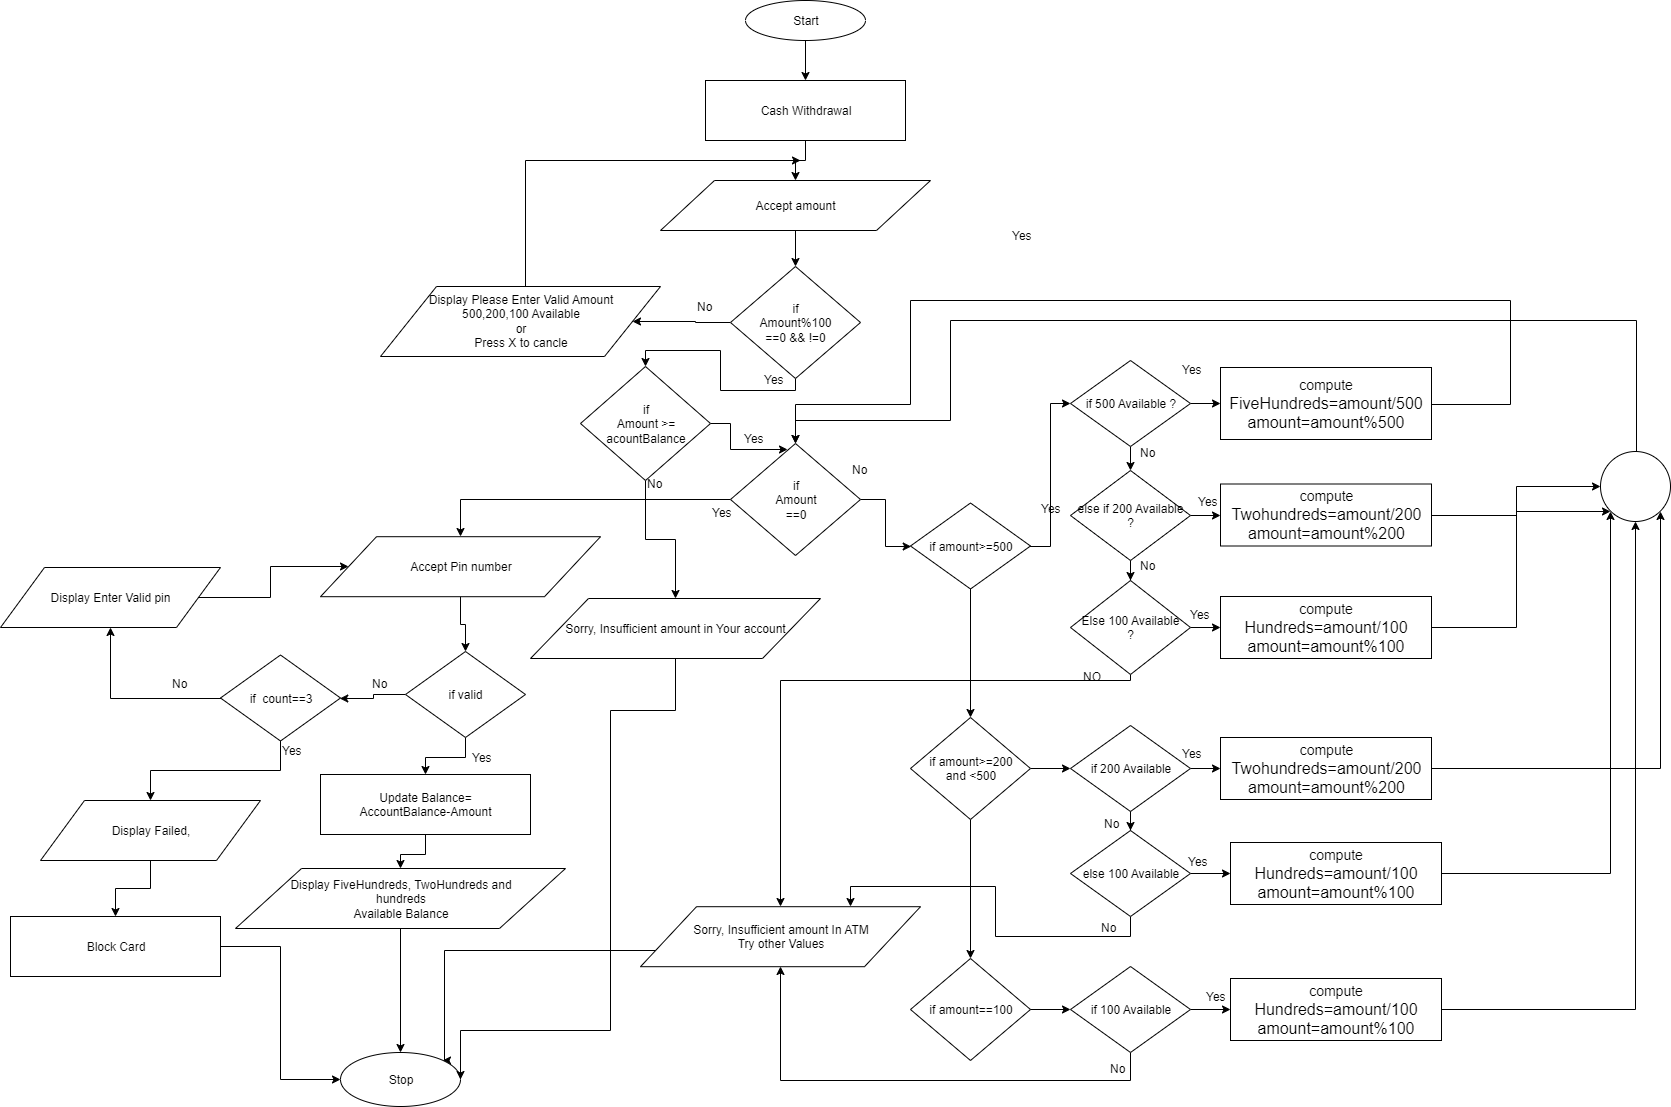 Start
Cash Withdrawal
Accept amount
Yes
Display Please Enter Valid Amount
500,200,100 Available
or
Press X to cancle
No
if
Amount%100
==0 && !=0
Yes
if
Amount >=
acountBalance
Yes
No
if
Amount
==0
No
Yes
if 500 Available ?
Yes
compute
FiveHundreds=amount/500
amount=amount%500
No
if amount>=500
Yes
else if 200 Available
?
Yes
compute
Twohundreds=amount/200
amount=amount%200
No
Else 100 Available
?
Yes
compute
Hundreds=amount/100
amount=amount%100
NO
Accept Pin number
Display Enter Valid pin
Sorry, Insufficient amount in Your account
No
if  count==3
No
if valid
Yes
Yes
Update Balance=
AccountBalance-Amount
Display Failed,
Display FiveHundreds, TwoHundreds and
hundreds
Available Balance
Block Card
if amount>=200
and <500
if 200 Available
Yes
compute
Twohundreds=amount/200
amount=amount%200
No
else 100 Available
Yes
compute
Hundreds=amount/100
amount=amount%100
No
Sorry, Insufficient amount In ATM
Try other Values
if amount==100
if 100 Available
Yes
compute
Hundreds=amount/100
amount=amount%100
No
Stop